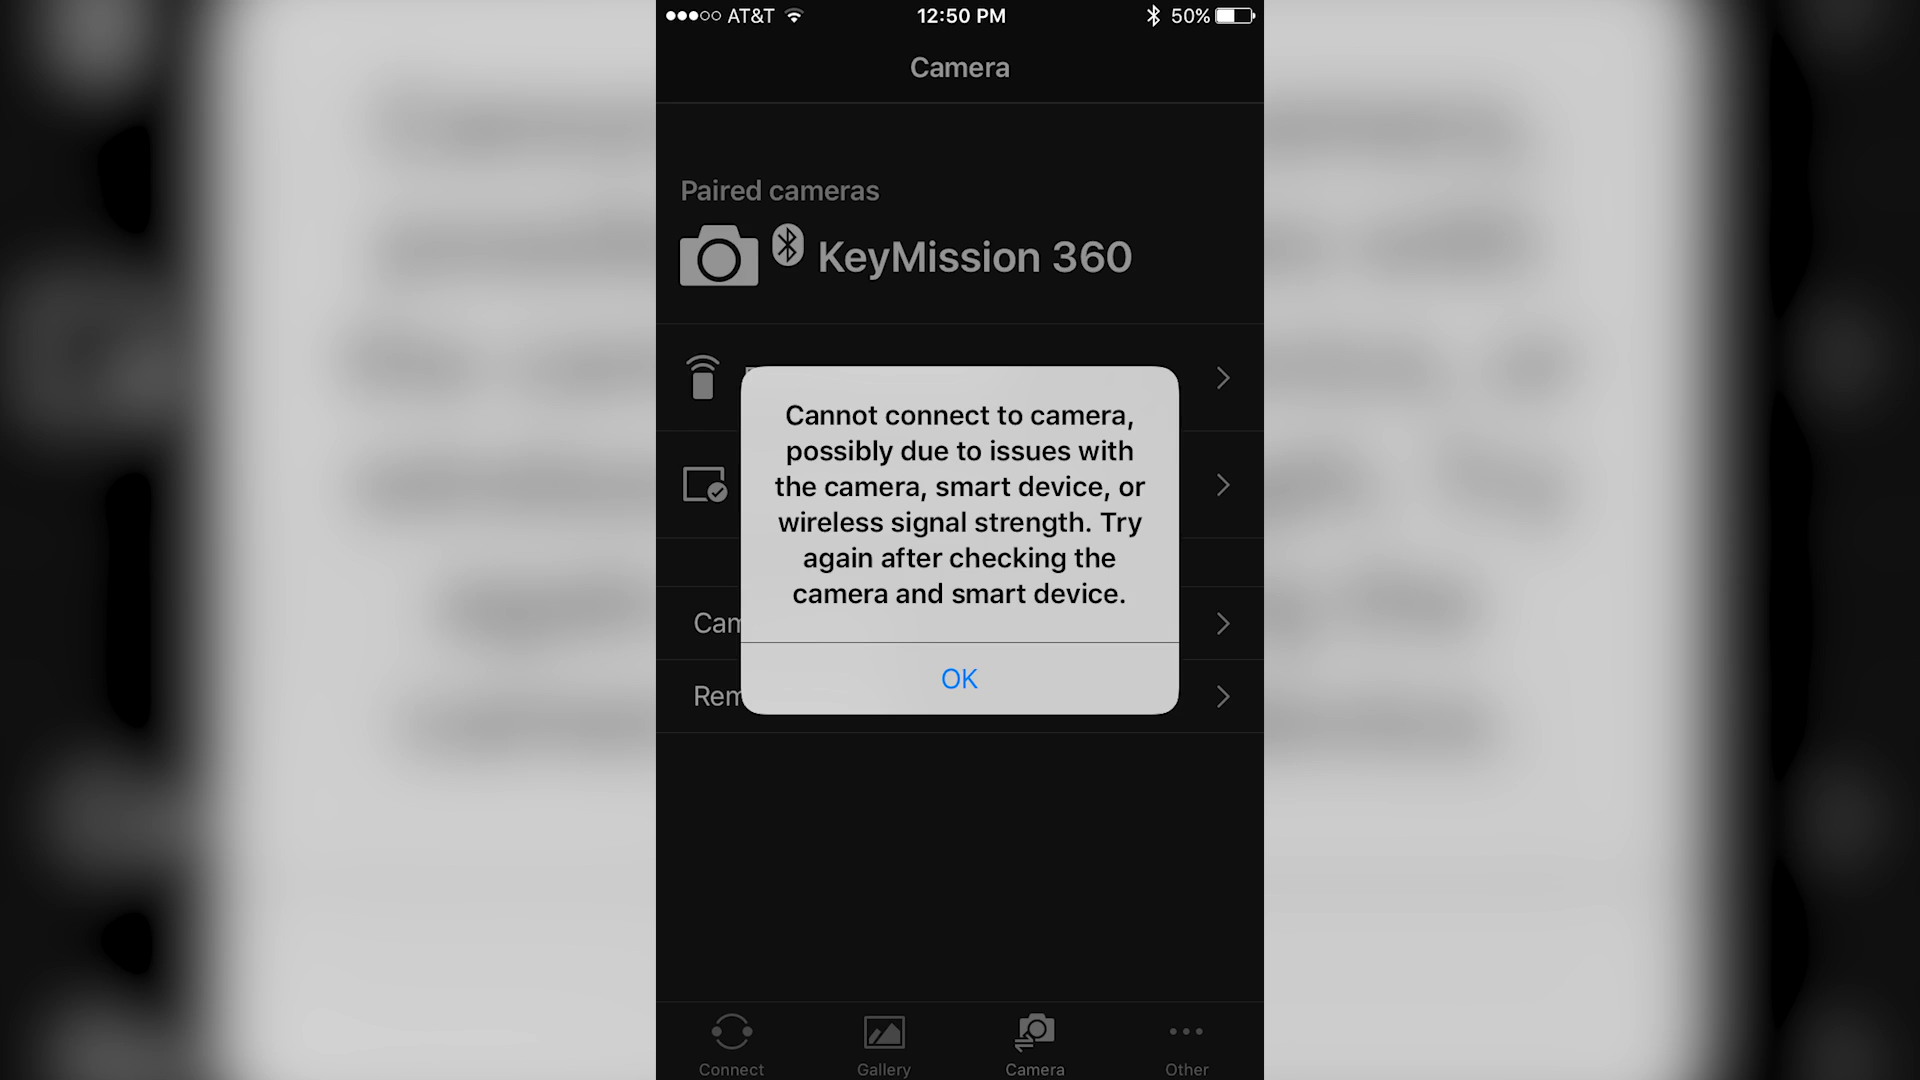 AT&T 12:50 PM 50%
Camera
Paired cameras
KeyMission 360
Cannot connect to camera,
possibly due to issues with
the camera, smart device, or
wireless signal strength. Try
again after checking the
camera and smart device.
Cam
OK
Rem
Connect Gallery Camera Other